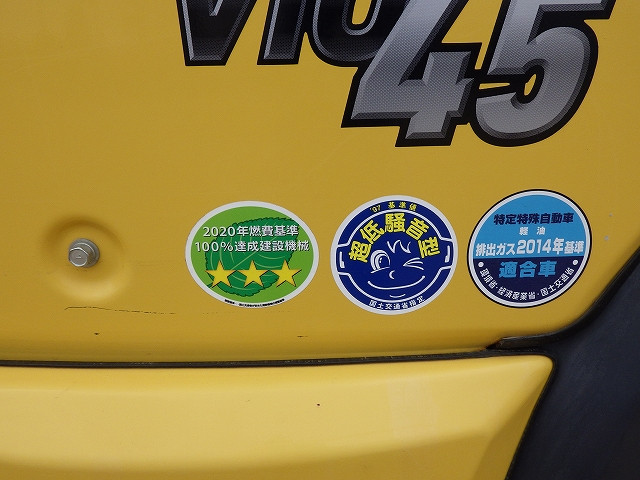 ViO
45
2020年燃費基準
100%達成建設機械
'97 基準値
超低騒音型
国土交通省指定
特定特殊自動車
軽油
排出ガス2014年基準
適合車
環境省・経済産業省・国土交通省